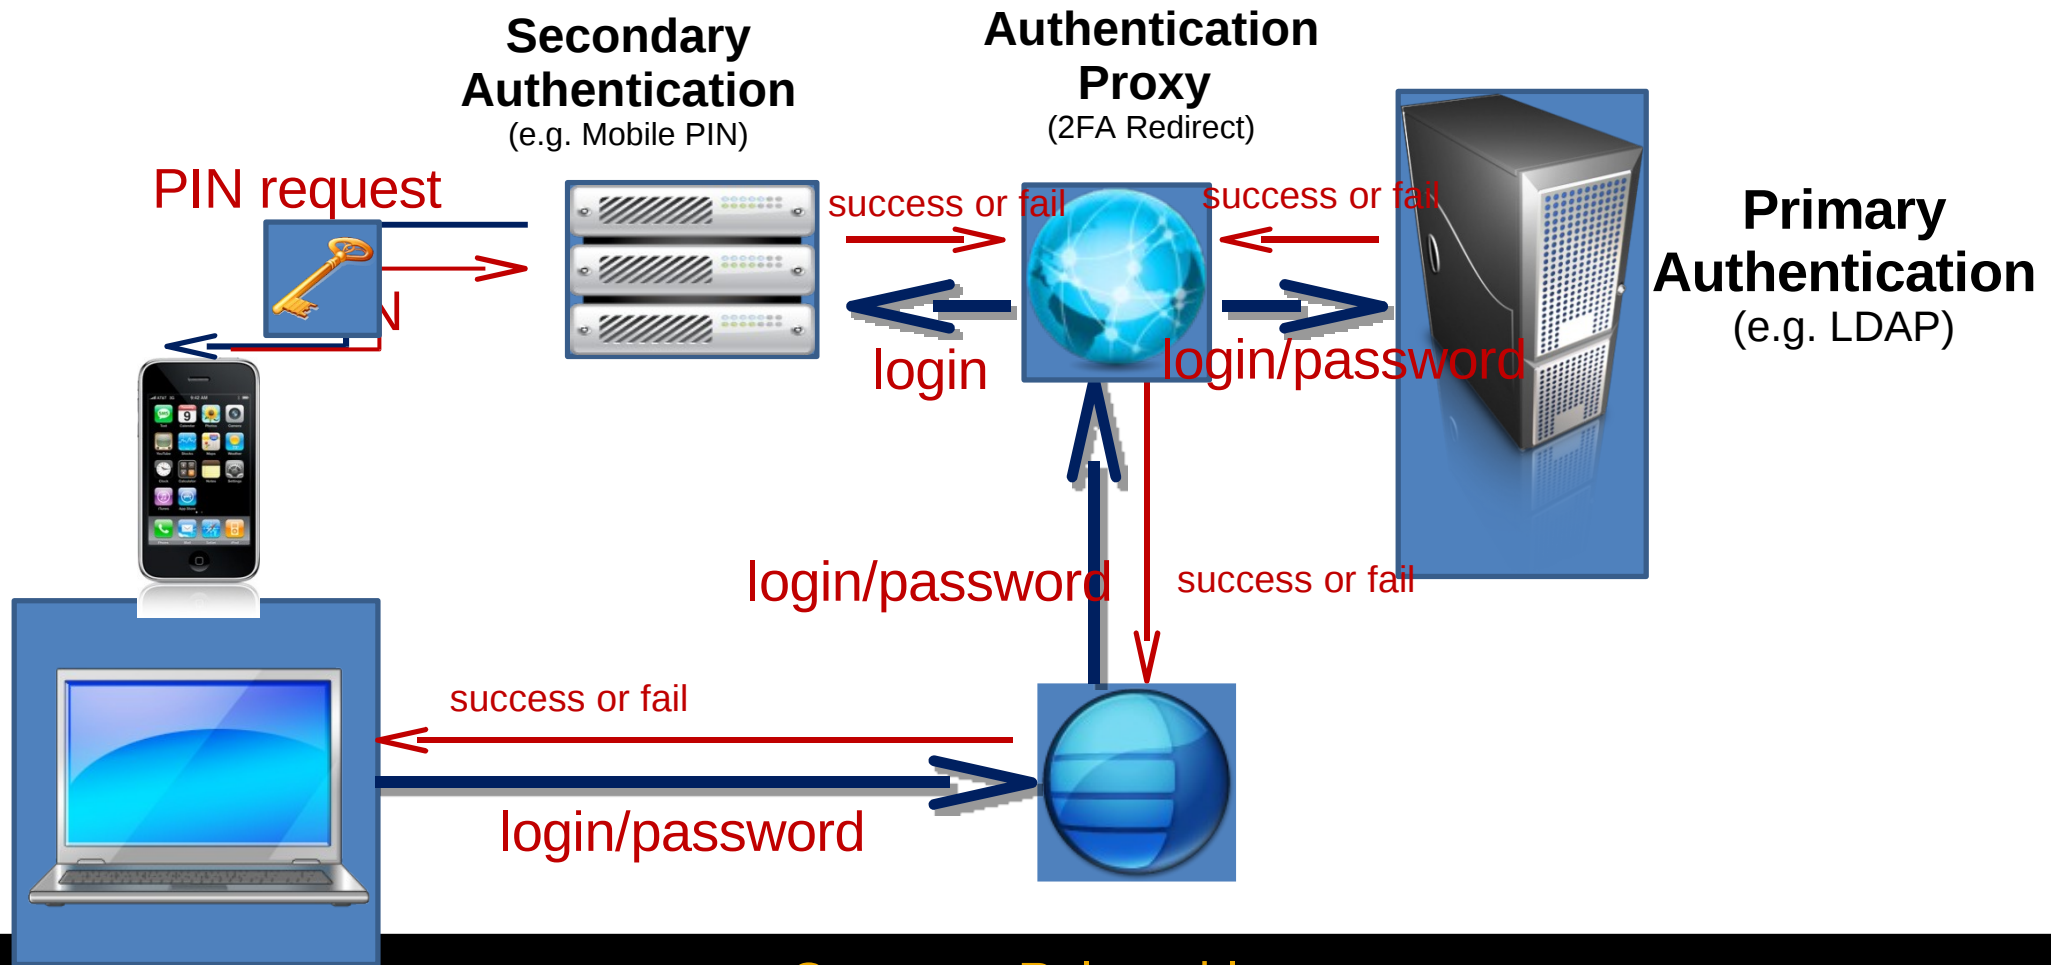 Secondary
Authentication
(e.g. Mobile PIN)
Authentication
Proxy
(2FA Redirect)
PIN request
success or fail
success or fail
Primary
Authentication
(e.g. LDAP)
N
login
login/password
login/password
success or fail
success or fail
login/password